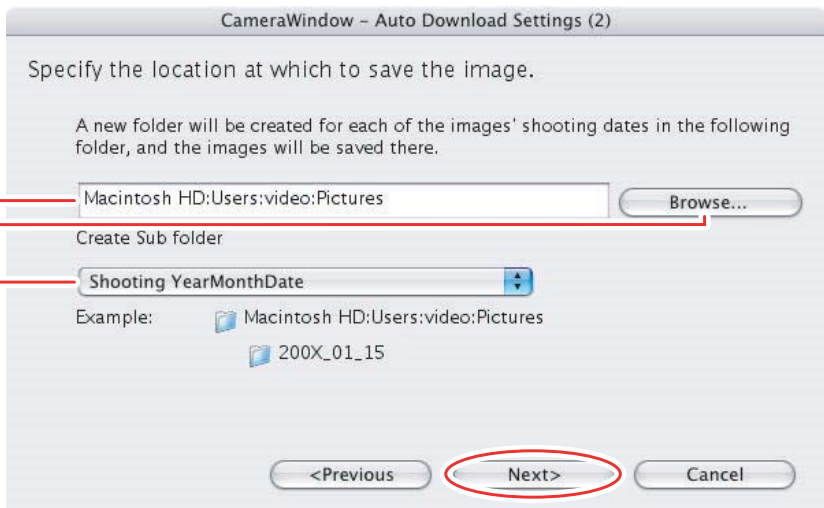 CameraWindow – Auto Download Settings (2)
Specify the location at which to save the image.
A new folder will be created for each of the images' shooting dates in the following
folder, and the images will be saved there.
Macintosh HD:Users:video:Pictures
Browse...
Create Sub folder
Shooting YearMonthDate
Example:
Macintosh HD:Users:video:Pictures
200X_01_15
<Previous
Next>
Cancel